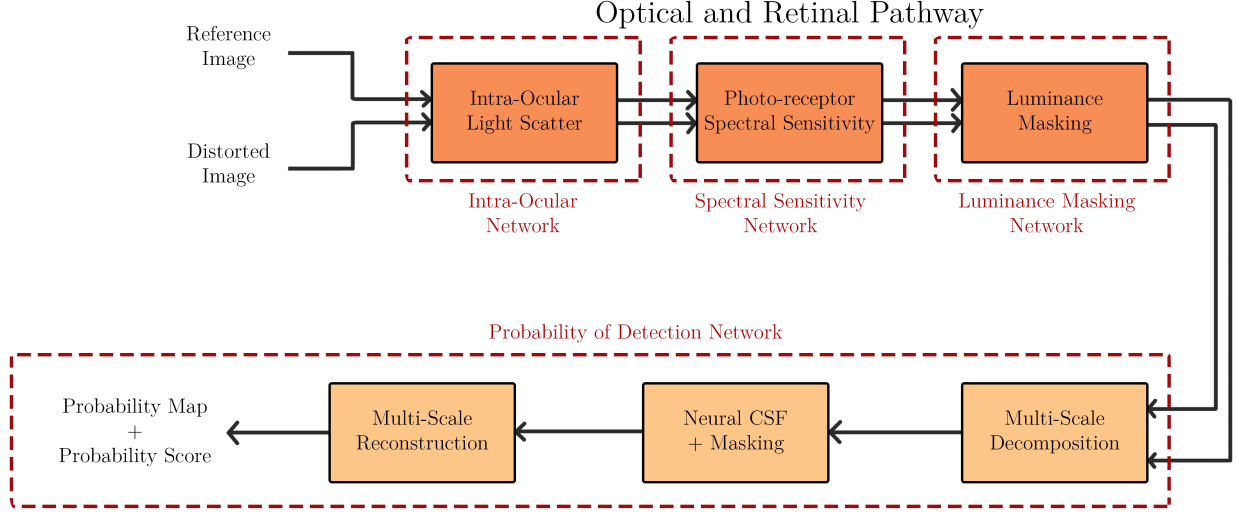 Optical and Retinal Pathway
Reference
Image
Distorted
Image
Intra-Ocular
Light Scatter
Photo-receptor
Spectral Sensitivity
Luminance
Masking
Intra-Ocular
Network
Spectral Sensitivity
Network
Luminance Masking
Network
Probability of Detection Network
Probability Map
+
Probability Score
Multi-Scale
Reconstruction
Neural CSF
+ Masking
Multi-Scale
Decomposition